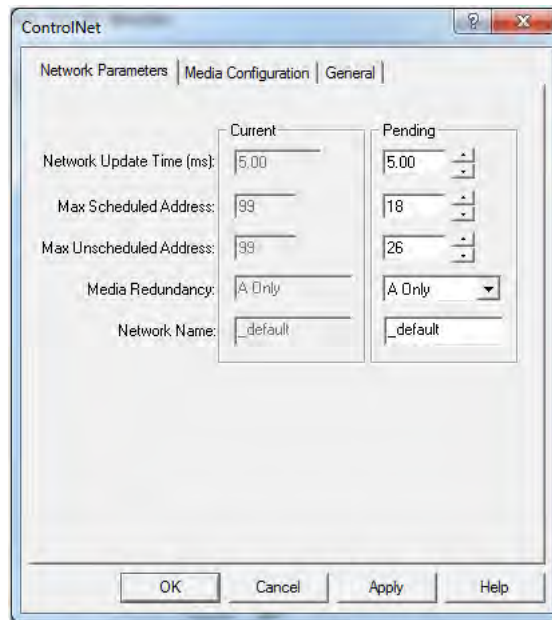 ControlNet
Network Parameters Media Configuration General
Current Pending
Network Update Time (ms): 5.00 5.00
Max Scheduled Address: 99 18
Max Unscheduled Address: 99 26
Media Redundancy: A Only A Only
Network Name: _default _default
OK Cancel Apply Help